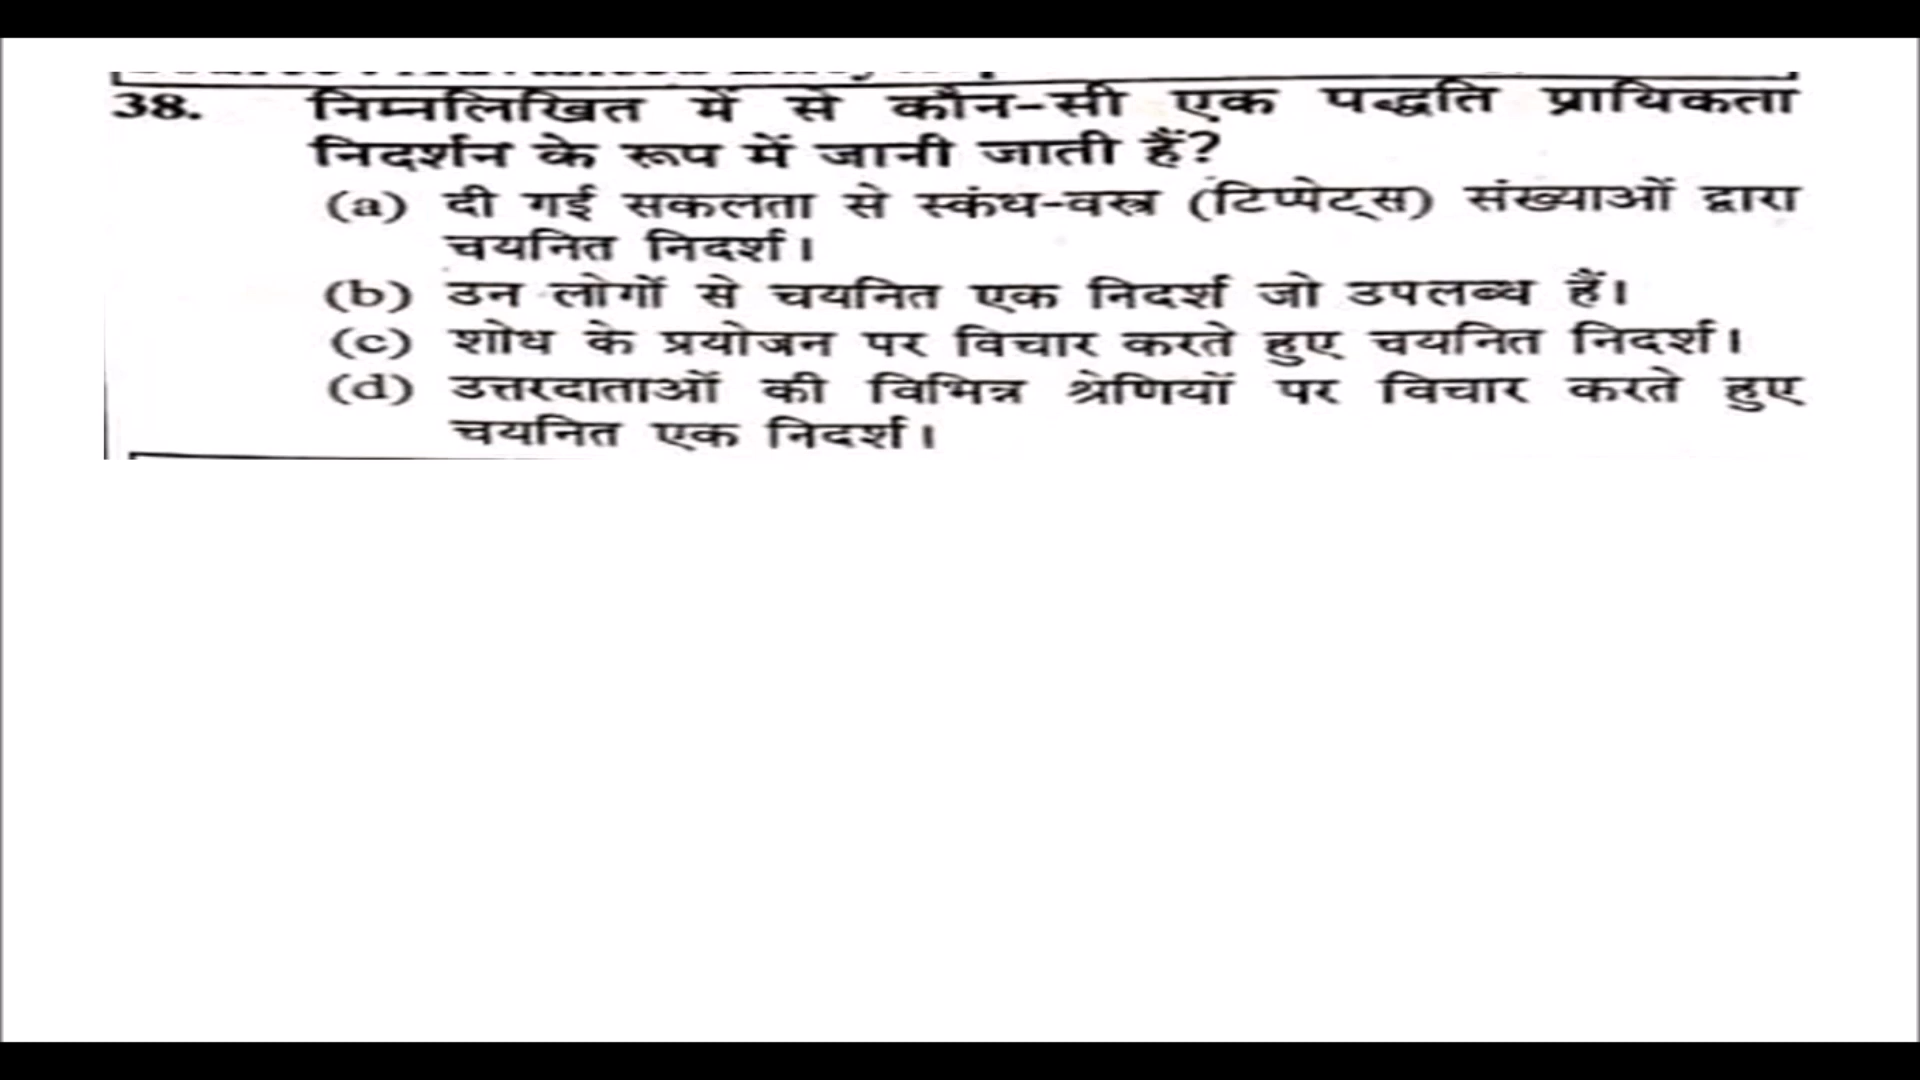 38. निम्नलिखित में से कौन-सी एक पद्धति प्रायिकता
निदर्शन के रूप में जानी जाती हैं?
(a) दी गई सकलता से स्कंध-वस्त्र (टिप्पेट्स) संख्याओं द्वारा
चयनित निदर्श।
(b) उन लोगों से चयनित एक निदर्श जो उपलब्ध हैं।
(c) शोध के प्रयोजन पर विचार करते हुए चयनित निदर्श।
(d) उत्तरदाताओं की विभिन्न श्रेणियों पर विचार करते हुए
चयनित एक निदर्श।